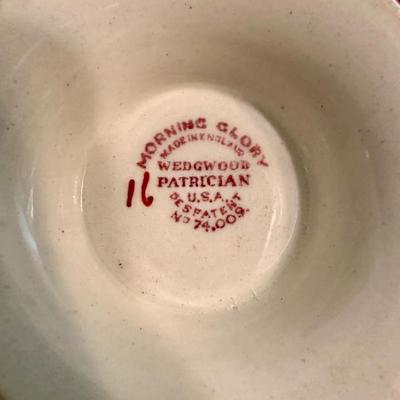 MORNING GLORY
MADE IN ENGLAND
WEDGWOOD
16 PATRICIAN
U.S.A.
DES PATENT
No 74,009.